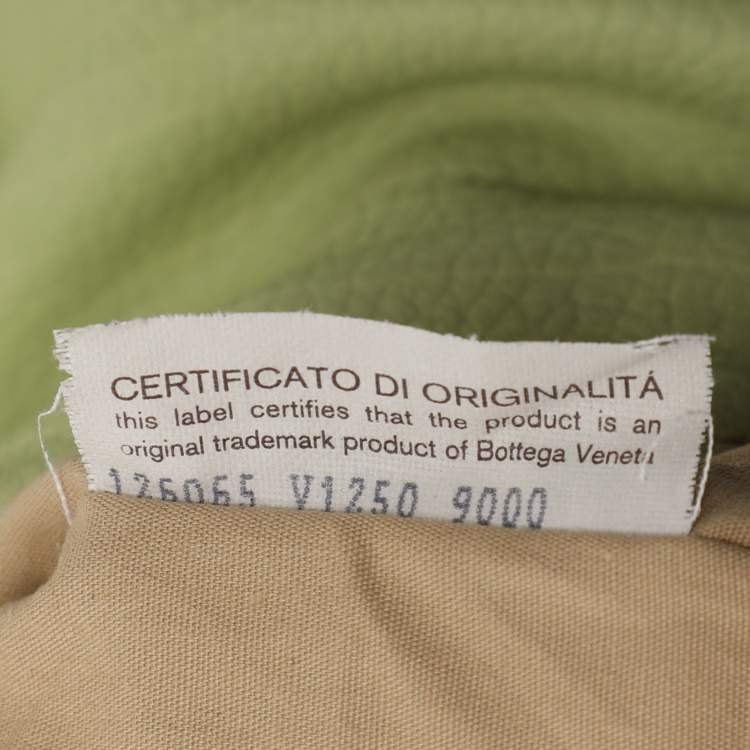 CERTIFICATO DI ORIGINALITÁ
this label certifies that the product is an
original trademark product of Bottega Veneta
126065 V1250 9000